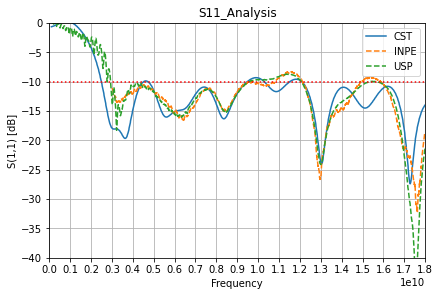 S11_Analysis
CST
INPE
USP
S(1,1) [dB]
0
−5
−10
−15
−20
−25
−30
−35
−40
0.0 0.1 0.2 0.3 0.4 0.5 0.6 0.7 0.8 0.9 1.0 1.1 1.2 1.3 1.4 1.5 1.6 1.7 1.8
1e10
Frequency